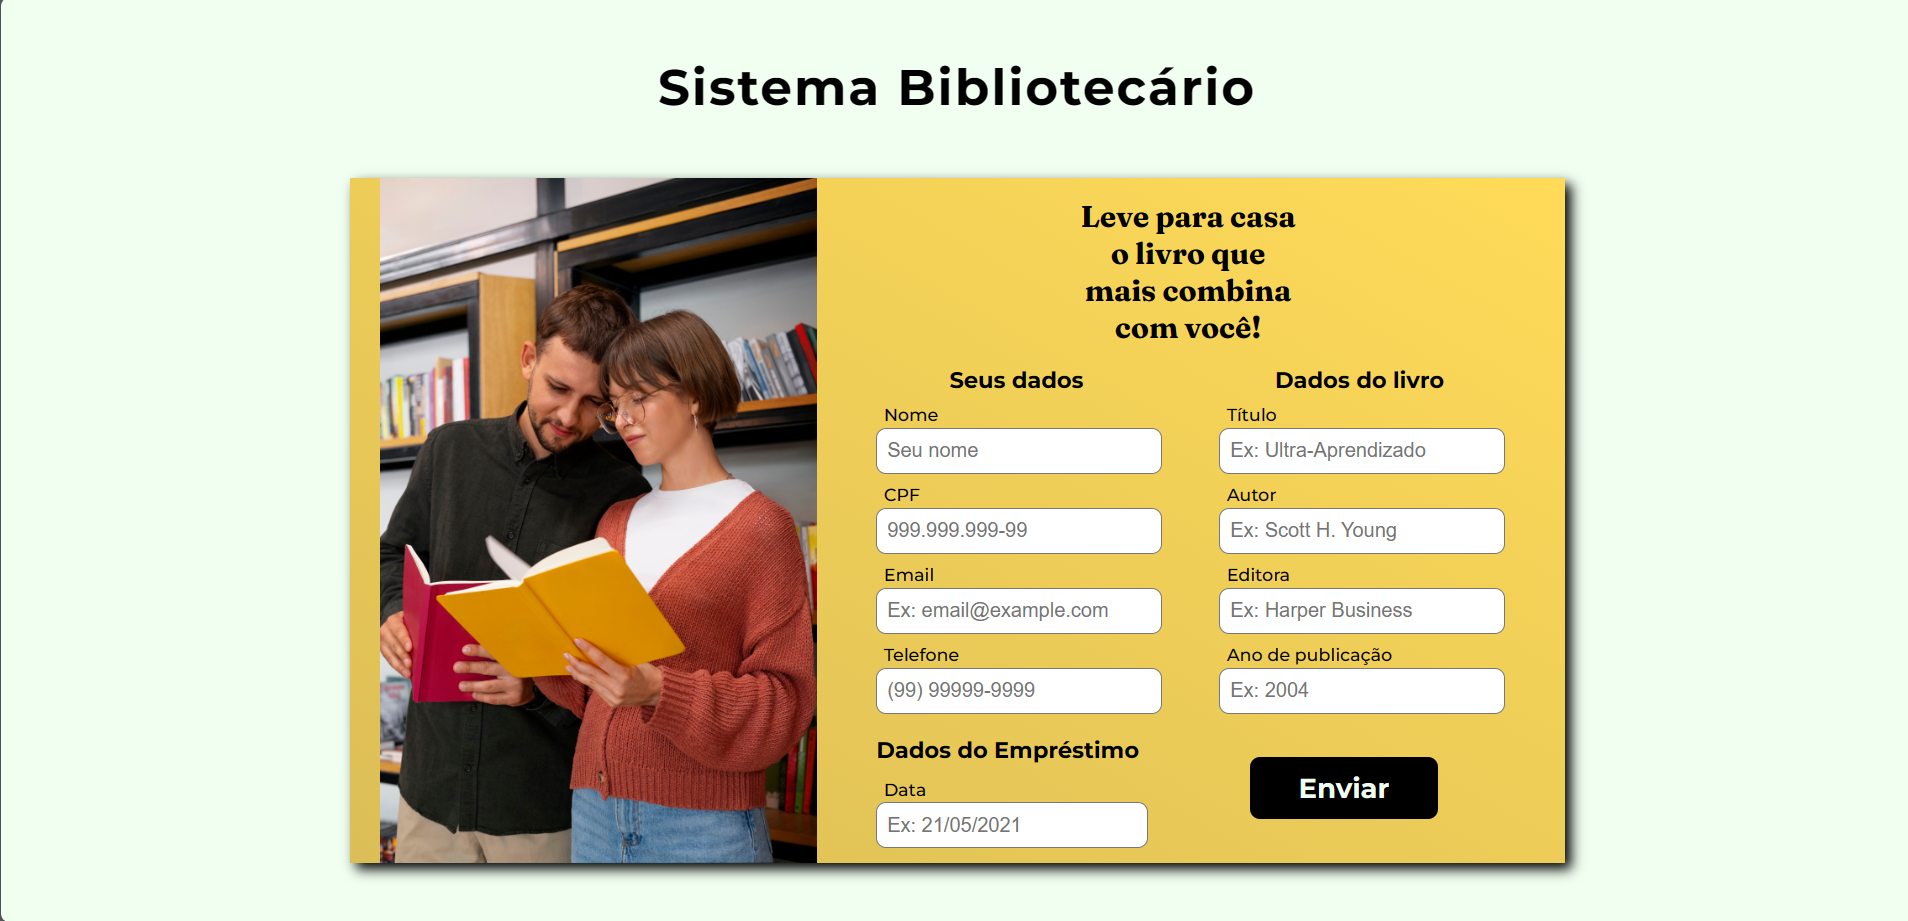 Sistema Bibliotecário
Leve para casa
o livro que
mais combina
com você!
Seus dados
Nome
Seu nome
CPF
999.999.999-99
Email
Ex: email@example.com
Telefone
(99) 99999-9999
Dados do livro
Título
Ex: Ultra-Aprendizado
Autor
Ex: Scott H. Young
Editora
Ex: Harper Business
Ano de publicação
Ex: 2004
Dados do Empréstimo
Data
Ex: 21/05/2021
Enviar